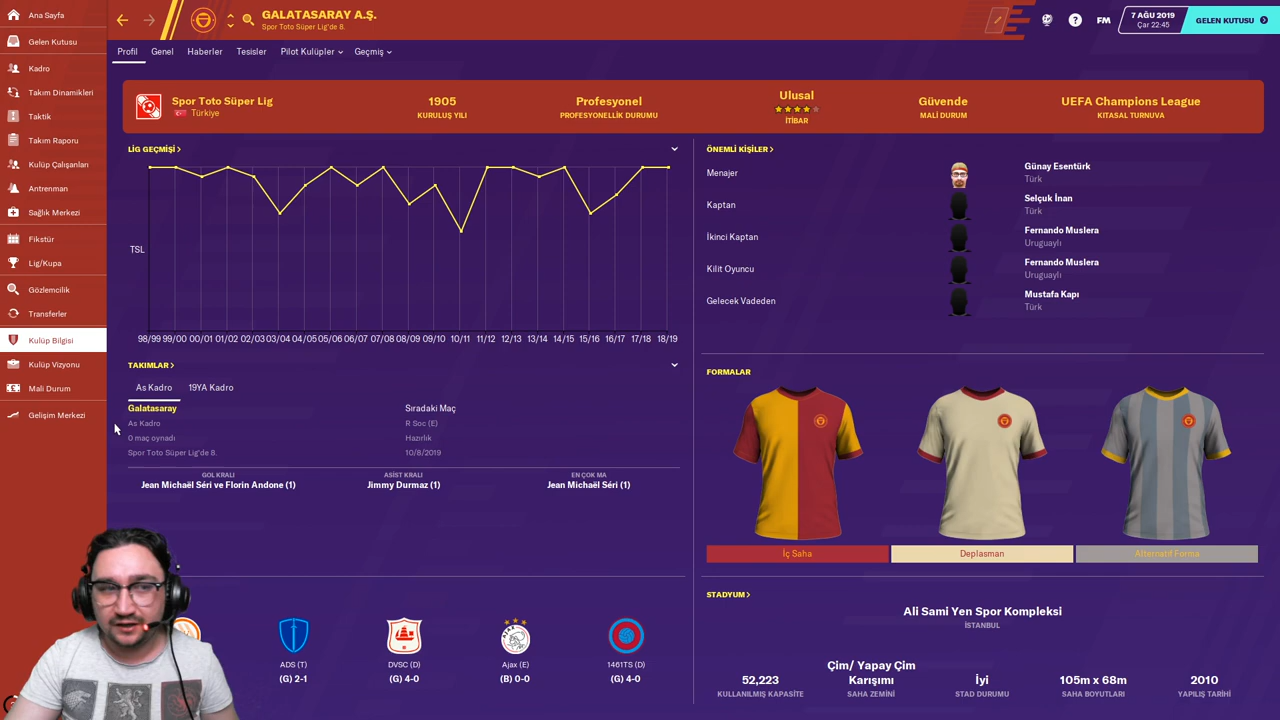 Ana Sayfa
Gelen Kutusu
Kadro
Takım Dinamikleri
Taktik
Takım Raporu
Kulüp Çalışanları
Antrenman
Sağlık Merkezi
Fikstür
Lig/Kupa
Gözlemcilik
Transferler
Kulüp Bilgisi
Kulüp Vizyonu
Mali Durum
Gelişim Merkezi
GALATASARAY A.Ş.
Spor Toto Süper Lig'de 8.
FM
7 AĞU 2019
Çar 22:45
GELEN KUTUSU
Profil Genel Haberler Tesisler Pilot Kulüpler Geçmiş
Spor Toto Süper Lig
Türkiye
1905
KURULUŞ YILI
Profesyonel
PROFESYONELLİK DURUMU
Ulusal
İTİBAR
Güvende
MALİ DURUM
UEFA Champions League
KITASAL TURNUVA
LİG GEÇMİŞİ
TSL
98/99 99/00 00/01 01/02 02/03 03/04 04/05 05/06 06/07 07/08 08/09 09/10 10/11 11/12 12/13 13/14 14/15 15/16 16/17 17/18 18/19
TAKIMLAR
As Kadro 19YA Kadro
Galatasaray
As Kadro
0 maç oynadı
Spor Toto Süper Lig'de 8.
Sıradaki Maç
R Soc (E)
Hazırlık
10/8/2019
GOL KRALI
Jean Michaël Séri ve Florin Andone (1)
ASİST KRALI
Jimmy Durmaz (1)
EN ÇOK MA
Jean Michaël Séri (1)
ADS (T)
(G) 2-1
DVSC (D)
(G) 4-0
Ajax (E)
(B) 0-0
1461TS (D)
(G) 4-0
ÖNEMLİ KİŞİLER
Menajer
Günay Esentürk
Türk
Kaptan
Selçuk İnan
Türk
İkinci Kaptan
Fernando Muslera
Uruguaylı
Kilit Oyuncu
Fernando Muslera
Uruguaylı
Gelecek Vadeden
Mustafa Kapı
Türk
FORMALAR
İç Saha
Deplasman
Alternatif Forma
STADYUM
Ali Sami Yen Spor Kompleksi
İSTANBUL
52,223
KULLANILMIŞ KAPASİTE
Çim/ Yapay Çim
Karışımı
SAHA ZEMİNİ
İyi
STAD DURUMU
105m x 68m
SAHA BOYUTLARI
2010
YAPILIŞ TARİHİ